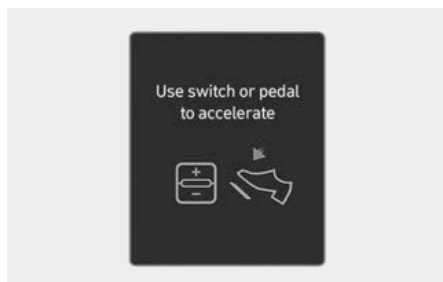 Use switch or pedal
to accelerate
+
−